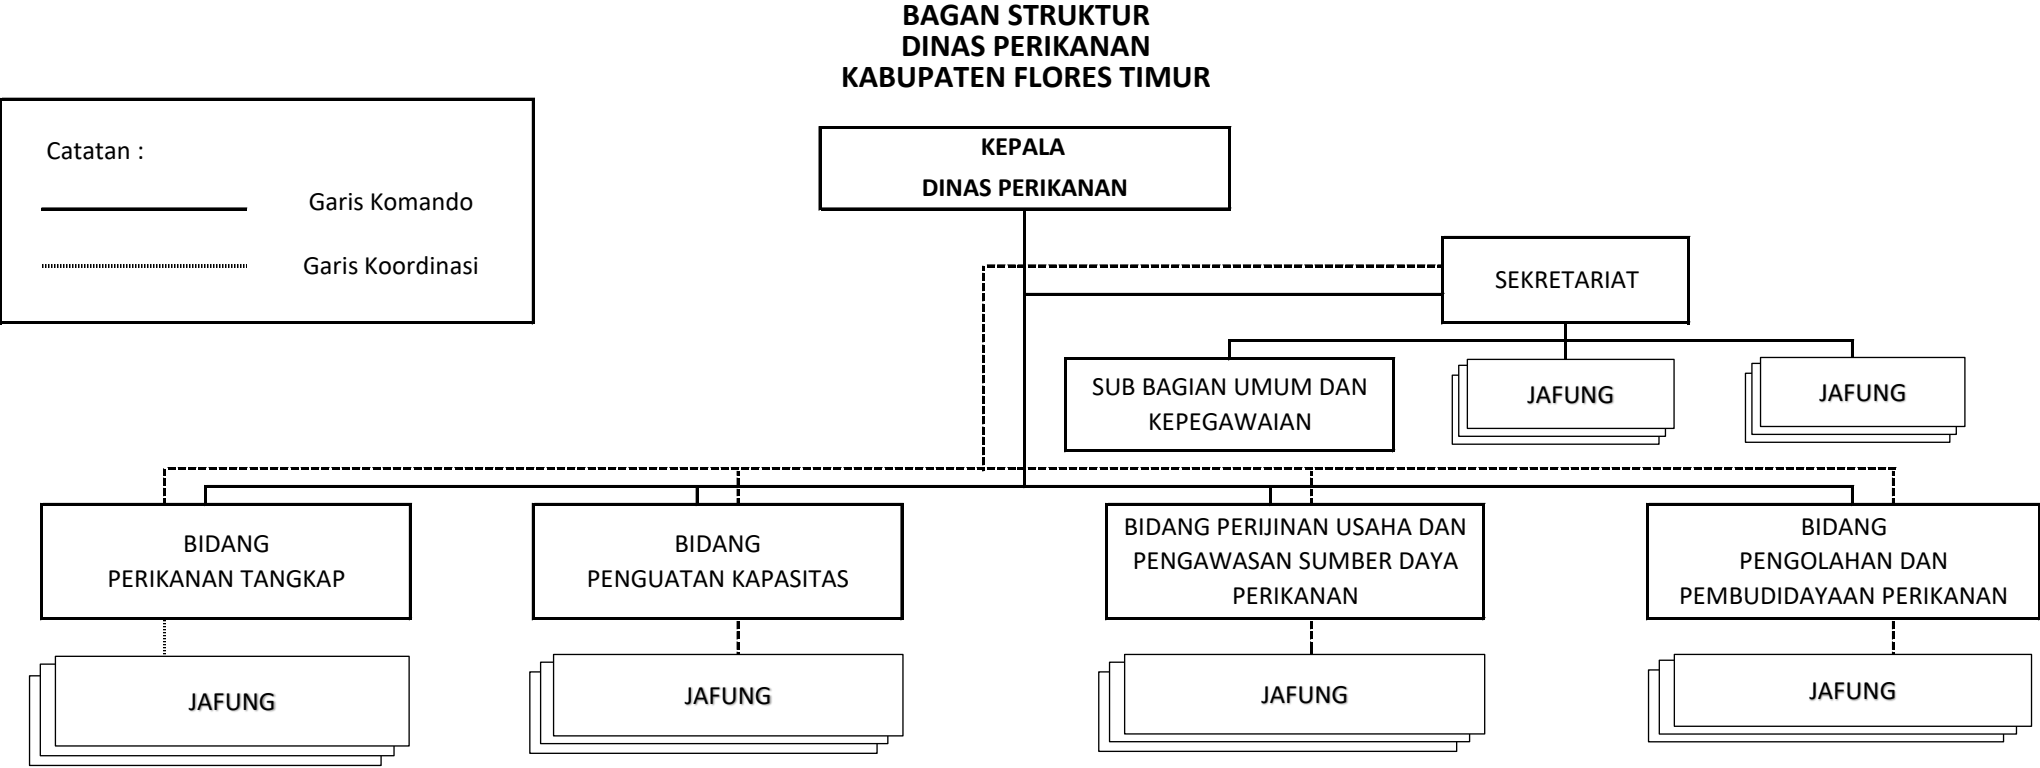 BAGAN STRUKTUR
DINAS PERIKANAN
KABUPATEN FLORES TIMUR
Catatan :
Garis Komando
Garis Koordinasi
KEPALA
DINAS PERIKANAN
SEKRETARIAT
SUB BAGIAN UMUM DAN
KEPEGAWAIAN
JAFUNG
JAFUNG
BIDANG
PERIKANAN TANGKAP
BIDANG
PENGUATAN KAPASITAS
BIDANG PERIJINAN USAHA DAN
PENGAWASAN SUMBER DAYA
PERIKANAN
BIDANG
PENGOLAHAN DAN
PEMBUDIDAYAAN PERIKANAN
JAFUNG
JAFUNG
JAFUNG
JAFUNG